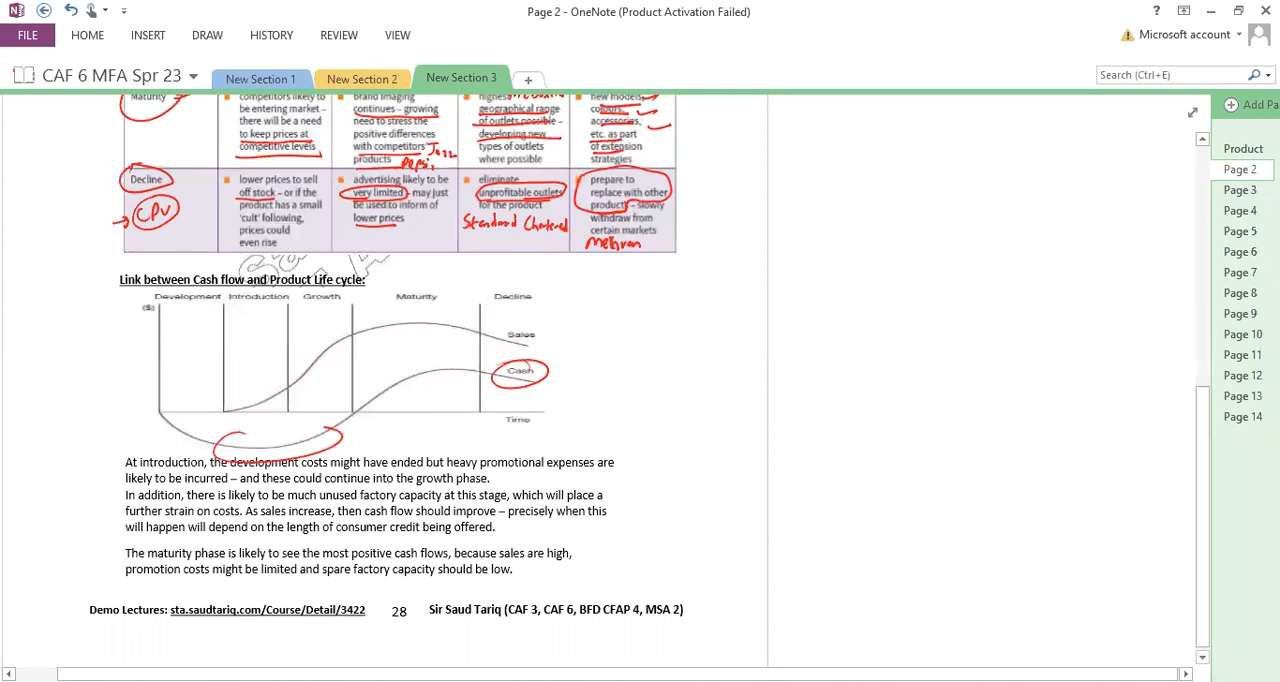 Page 2 - OneNote (Product Activation Failed)
FILE HOME INSERT DRAW HISTORY REVIEW VIEW
Microsoft account
CAF 6 MFA Spr 23
New Section 1 New Section 2 New Section 3 +
Search (Ctrl+E)
Add Pa
Product
Page 2
Page 3
Page 4
Page 5
Page 6
Page 7
Page 8
Page 9
Page 10
Page 11
Page 12
Page 13
Page 14
Maturity
competitors likely to
be entering market –
there will be a need
to keep prices at
competitive levels
brand imaging
continues – growing
need to stress the
positive differences
with competitors
products
Jazz
Pepsi,
highest
geographical range
of outlets possible –
developing new
types of outlets
where possible
new models,
colours,
accessories,
etc. as part
of extension
strategies
Decline
CPU
lower prices to sell
off stock – or if the
product has a small
'cult' following,
prices could
even rise
advertising likely to be
very limited – may just
be used to inform of
lower prices
eliminate
unprofitable outlets
for the product
Standard Chartered
prepare to
replace with other
products – slowly
withdraw from
certain markets
Mehran
Link between Cash flow and Product Life cycle:
Development Introduction Growth Maturity Decline
($)
Sales
Cash
Time
At introduction, the development costs might have ended but heavy promotional expenses are
likely to be incurred – and these could continue into the growth phase.
In addition, there is likely to be much unused factory capacity at this stage, which will place a
further strain on costs. As sales increase, then cash flow should improve – precisely when this
will happen will depend on the length of consumer credit being offered.
The maturity phase is likely to see the most positive cash flows, because sales are high,
promotion costs might be limited and spare factory capacity should be low.
Demo Lectures: sta.saudtariq.com/Course/Detail/3422 28 Sir Saud Tariq (CAF 3, CAF 6, BFD CFAP 4, MSA 2)